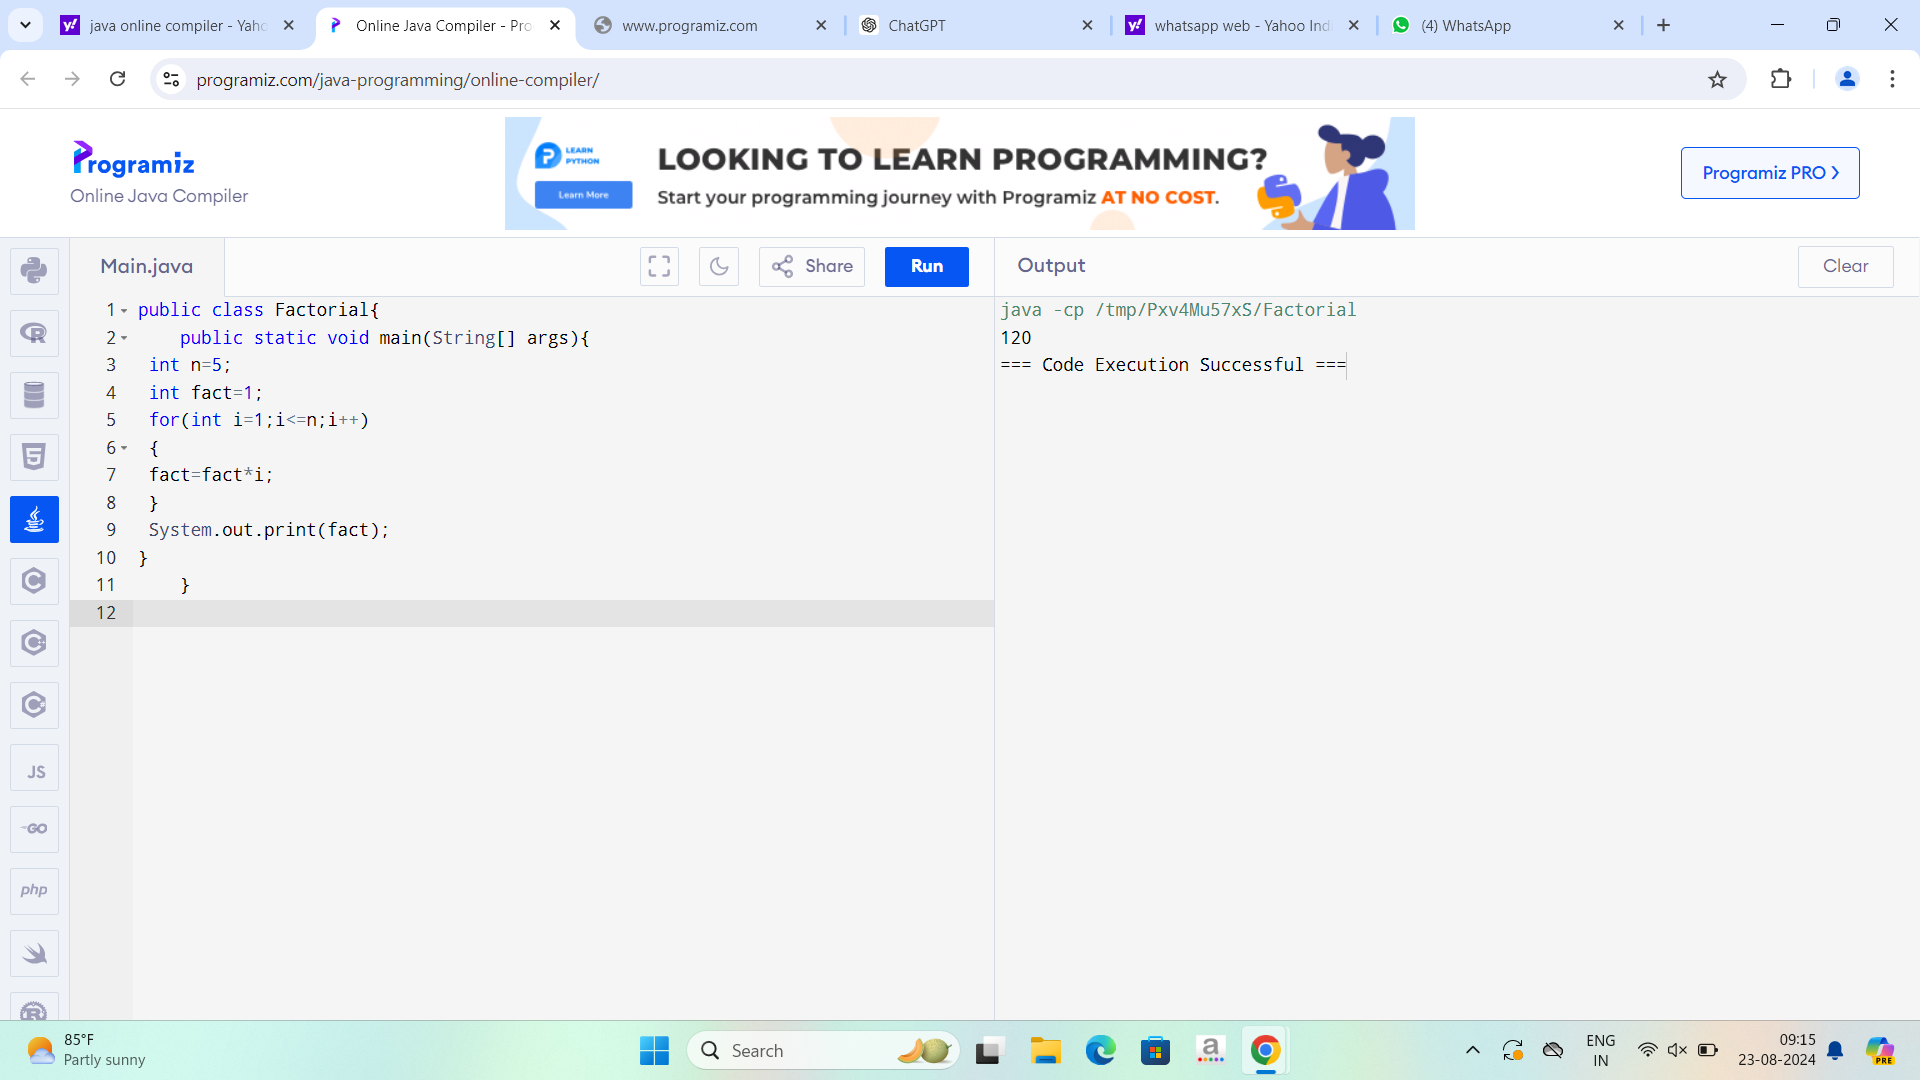 java online compiler - Yaho
Online Java Compiler - Pro
www.programiz.com
ChatGPT
whatsapp web - Yahoo Ind
(4) WhatsApp
programiz.com/java-programming/online-compiler/
Programiz
Online Java Compiler
LEARN
PYTHON
Learn More
LOOKING TO LEARN PROGRAMMING?
Start your programming journey with Programiz AT NO COST.
Programiz PRO
Main.java
Share
Run
Output
Clear
1 public class Factorial{
2 public static void main(String[] args){
3 int n=5;
4 int fact=1;
5 for(int i=1;i<=n;i++)
6 {
7 fact=fact*i;
8 }
9 System.out.print(fact);
10 }
11 }
12
java -cp /tmp/Pxv4Mu57xS/Factorial
120
=== Code Execution Successful ===
JS
GO
php
85°F
Partly sunny
Search
a
ENG
IN
09:15
23-08-2024
PRE